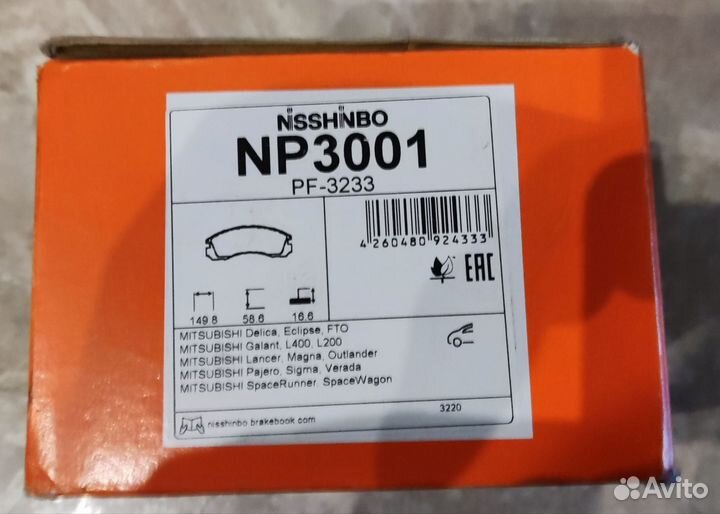 NiSSHiNBO
NP3001
PF-3233
4 260480 924333
EAC
149.8 58.6 16.6
MITSUBISHI Delica, Eclipse, FTO
MITSUBISHI Galant, L400, L200
MITSUBISHI Lancer, Magna, Outlander
MITSUBISHI Pajero, Sigma, Verada
MITSUBISHI SpaceRunner, SpaceWagon
3220
nisshinbo.brakebook.com
Avito